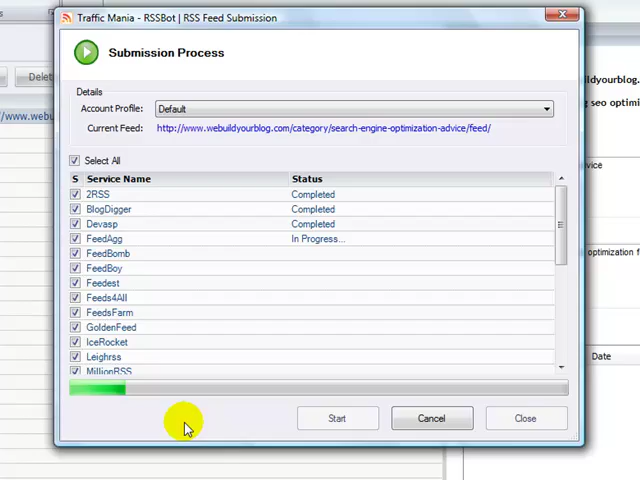 Traffic Mania - RSSBot | RSS Feed Submission
Submission Process
Details
Account Profile: Default
Current Feed: http://www.webuildyourblog.com/category/search-engine-optimization-advice/feed/
Select All
S Service Name Status
2RSS Completed
BlogDigger Completed
Devasp Completed
FeedAgg In Progress...
FeedBomb
FeedBoy
Feedest
Feeds4All
FeedsFarm
GoldenFeed
IceRocket
Leighrss
MillionRSS
Start Cancel Close
Delet
://www.webu
ildyourblog.
g seo optimi
vice
optimization f
Date